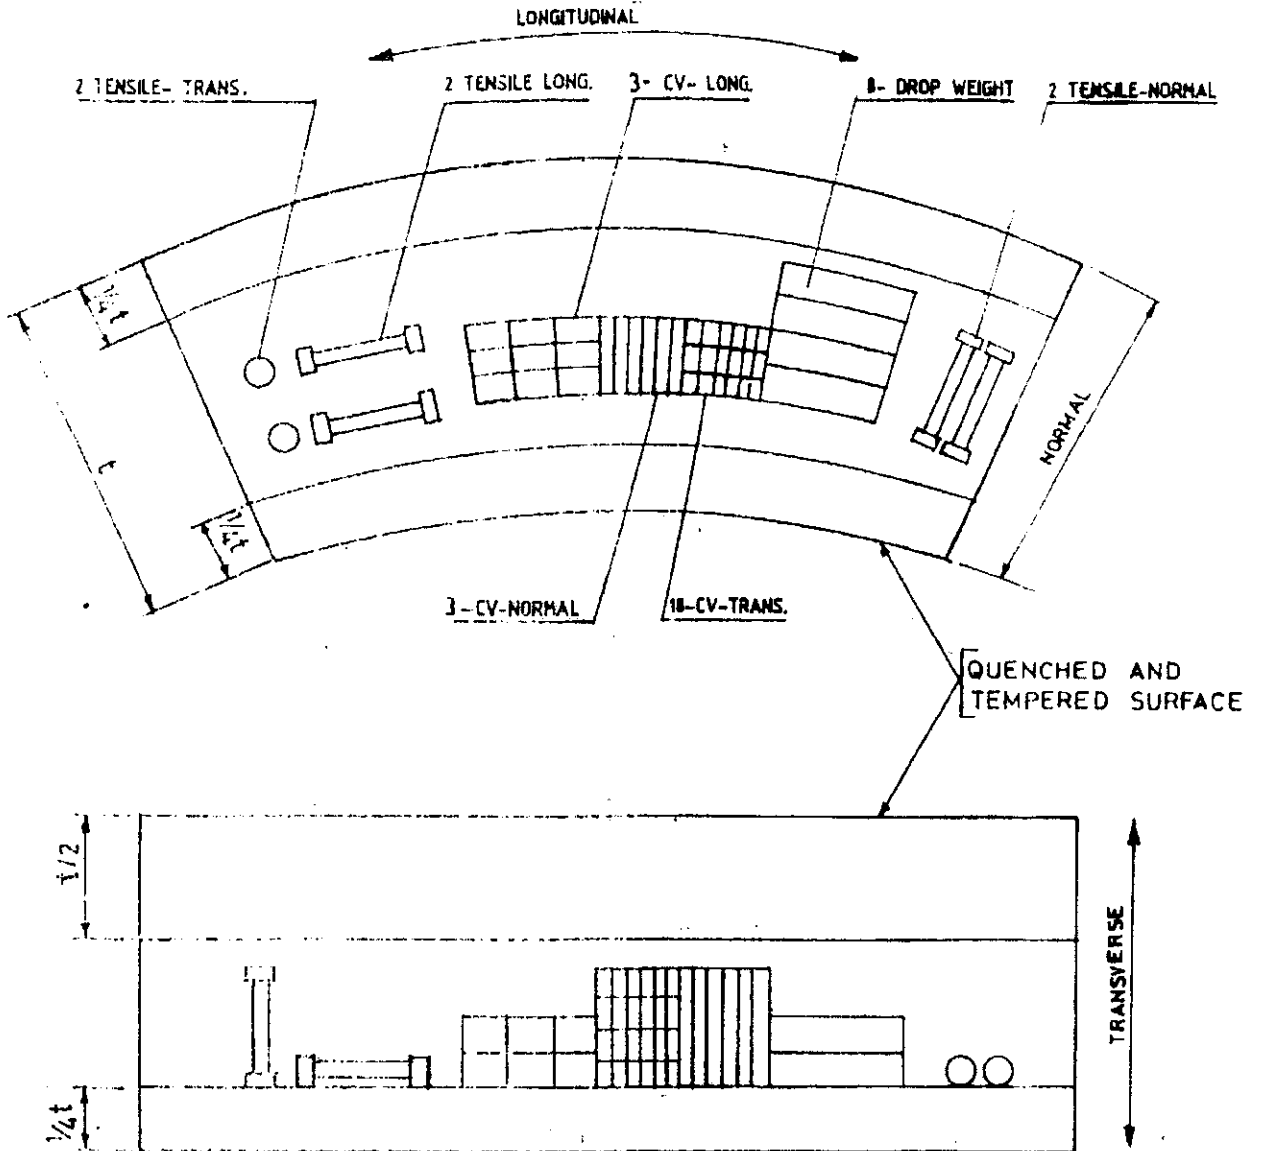 LONGITUDINAL
2 TENSILE- TRANS.
2 TENSILE LONG.
3- CV- LONG.
8- DROP WEIGHT
2 TENSILE-NORMAL
1/4 t
t
1/4 t
NORMAL
3-CV-NORMAL
18-CV-TRANS.
QUENCHED AND
TEMPERED SURFACE
t/2
TRANSVERSE
1/4 t